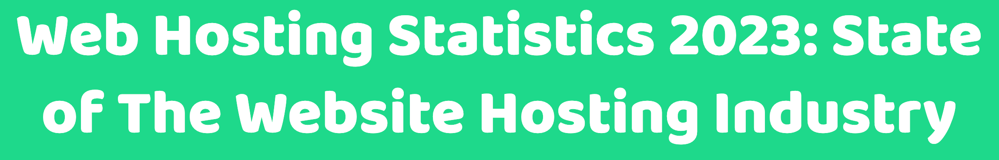 Web Hosting Statistics 2023: State
of The Website Hosting Industry